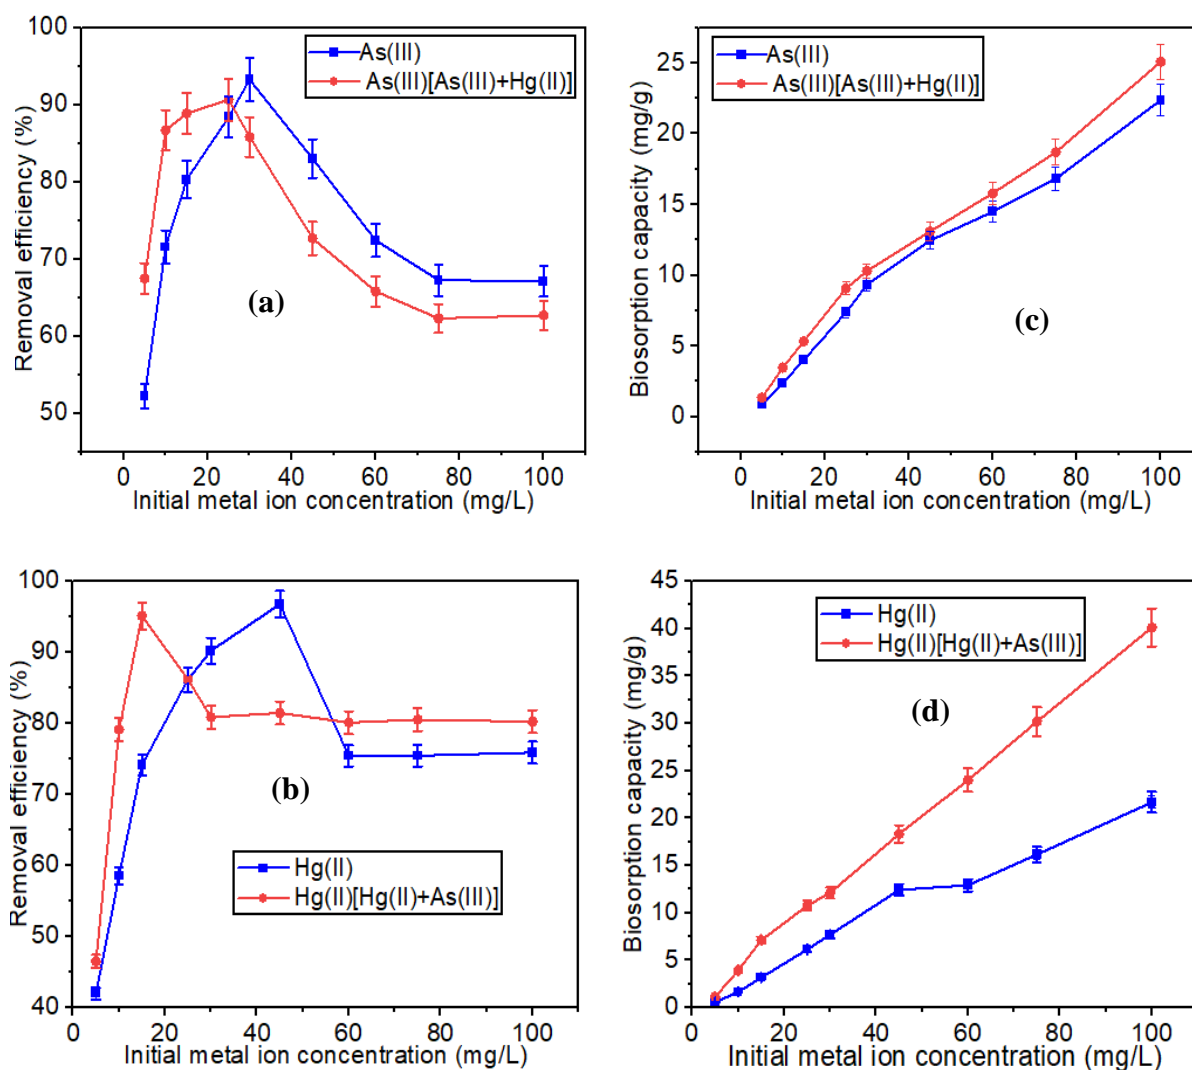 100
90
80
70
60
50
Removal efficiency (%)
As(III)
As(III)[As(III)+Hg(II)]
(a)
0 20 40 60 80 100
Initial metal ion concentration (mg/L)
25
20
15
10
5
0
Biosorption capacity (mg/g)
As(III)
As(III)[As(III)+Hg(II)]
(c)
0 20 40 60 80 100
Initial metal ion concentration (mg/L)
100
90
80
70
60
50
40
Removal efficiency (%)
(b)
Hg(II)
Hg(II)[Hg(II)+As(III)]
0 20 40 60 80 100
Initial metal ion concentration (mg/L)
45
40
35
30
25
20
15
10
5
0
Biosorption capacity (mg/g)
Hg(II)
Hg(II)[Hg(II)+As(III)]
(d)
0 20 40 60 80 100
Initial metal ion concentration (mg/L)